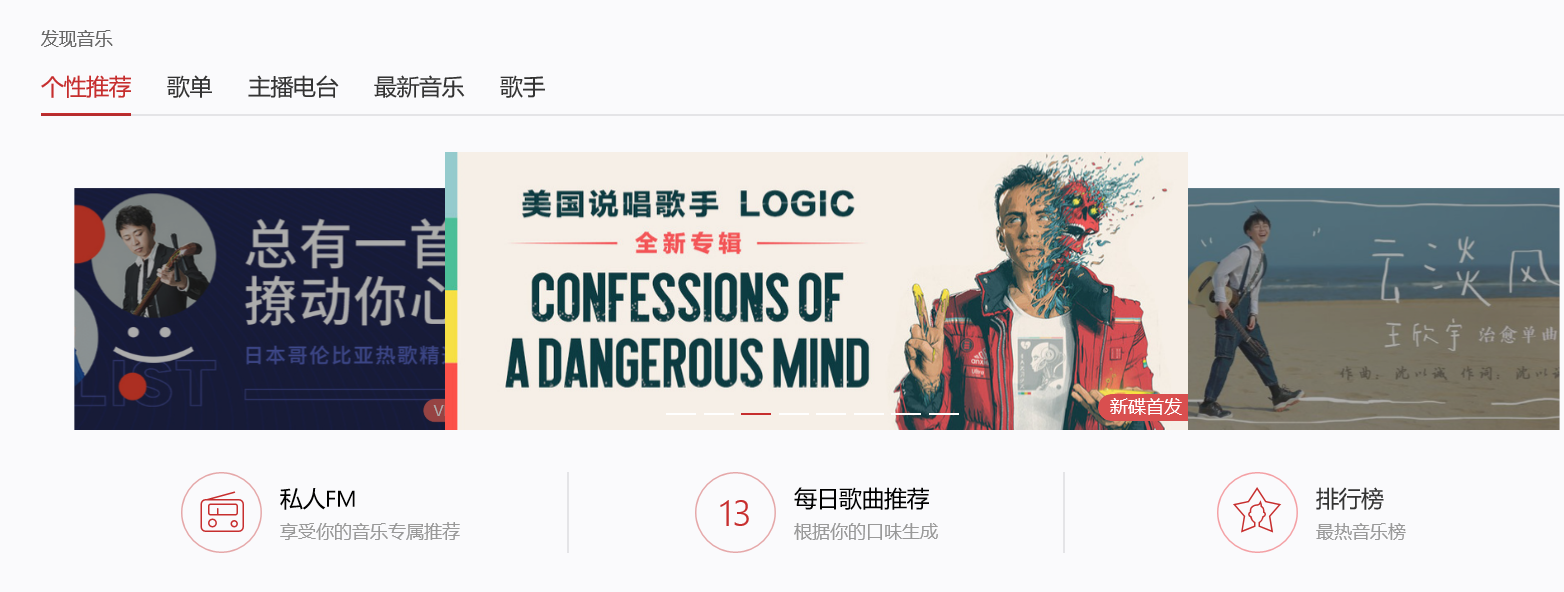 发现音乐
个性推荐 歌单 主播电台 最新音乐 歌手
总有一首
撩动你心
日本哥伦比亚热歌精
LIST
V
美国说唱歌手 LOGIC
全新专辑
CONFESSIONS OF
A DANGEROUS MIND
新碟首发
云淡风
王欣宇 治愈单曲
作曲：沈以诚 作词：沈以
私人FM
享受你的音乐专属推荐
13
每日歌曲推荐
根据你的口味生成
排行榜
最热音乐榜